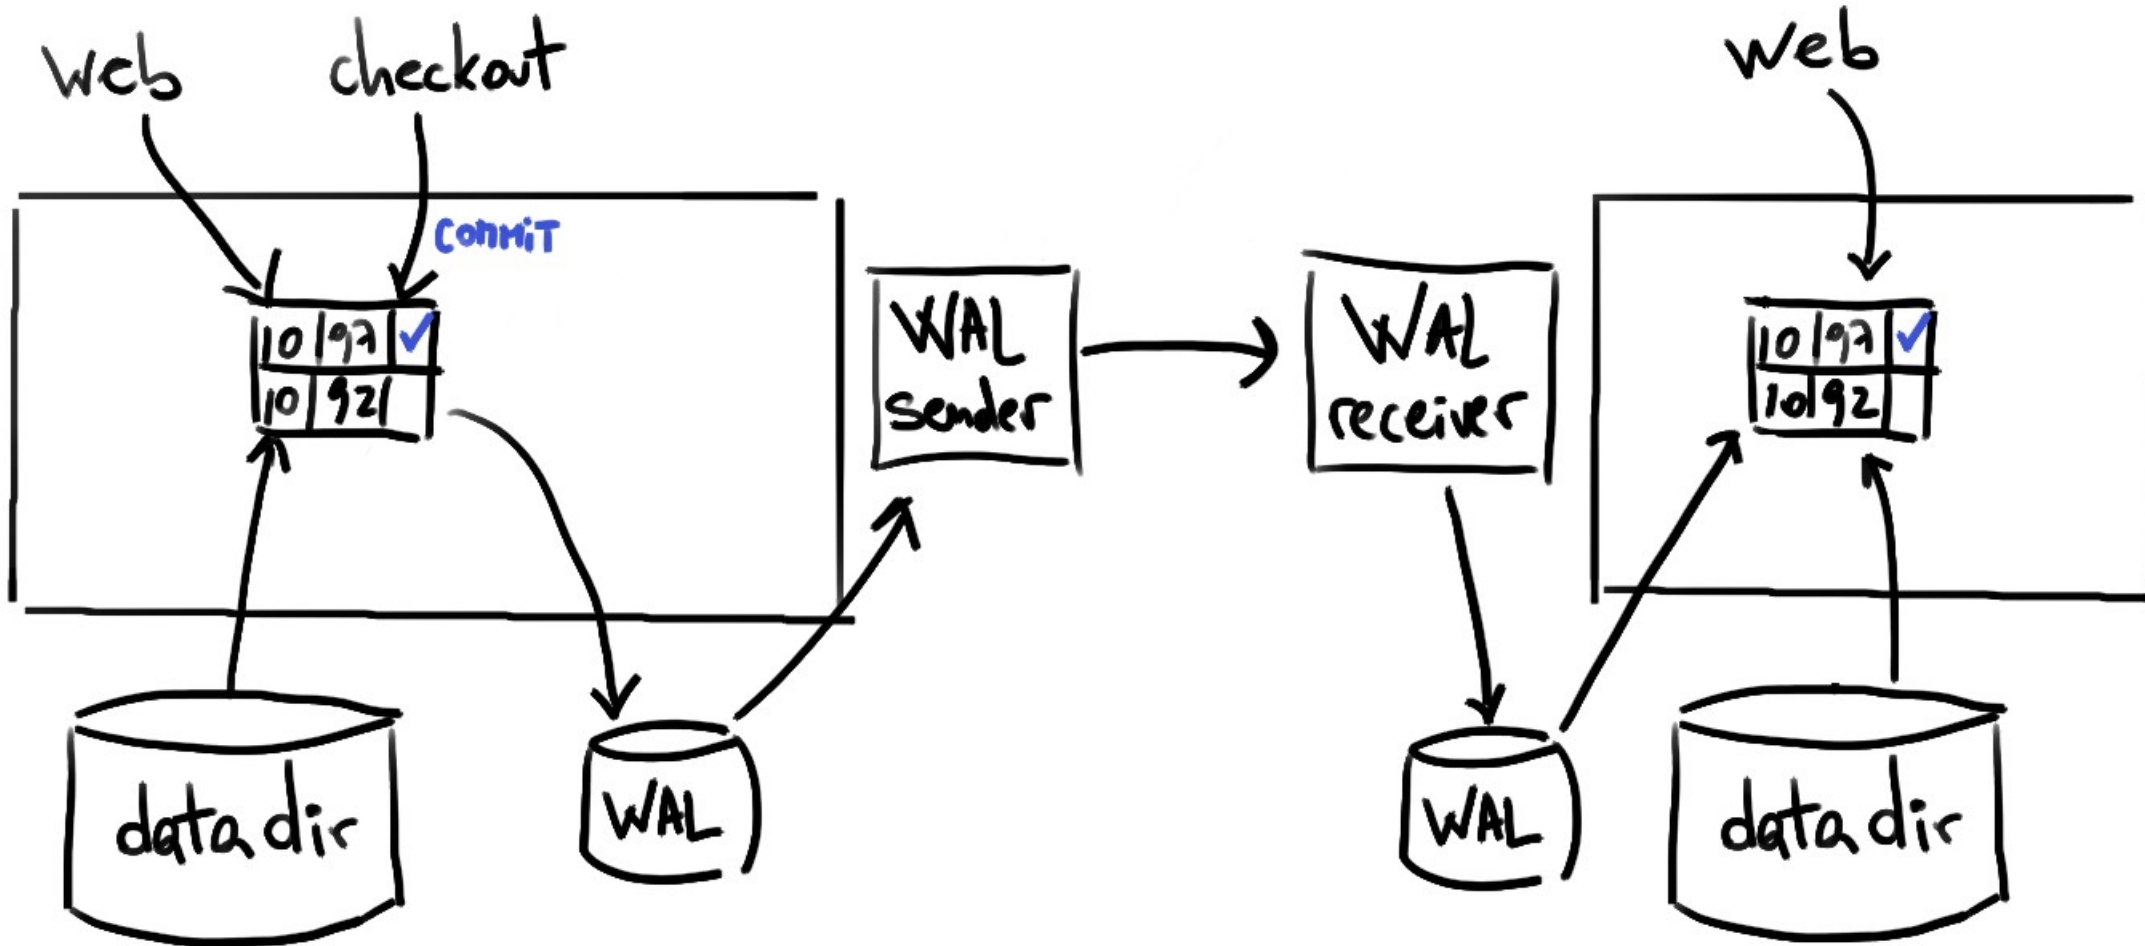 web
checkout
web
COMMIT
10 97 ✓
10 92
WAL
sender
WAL
receiver
10 97 ✓
10 92
data dir
WAL
WAL
data dir